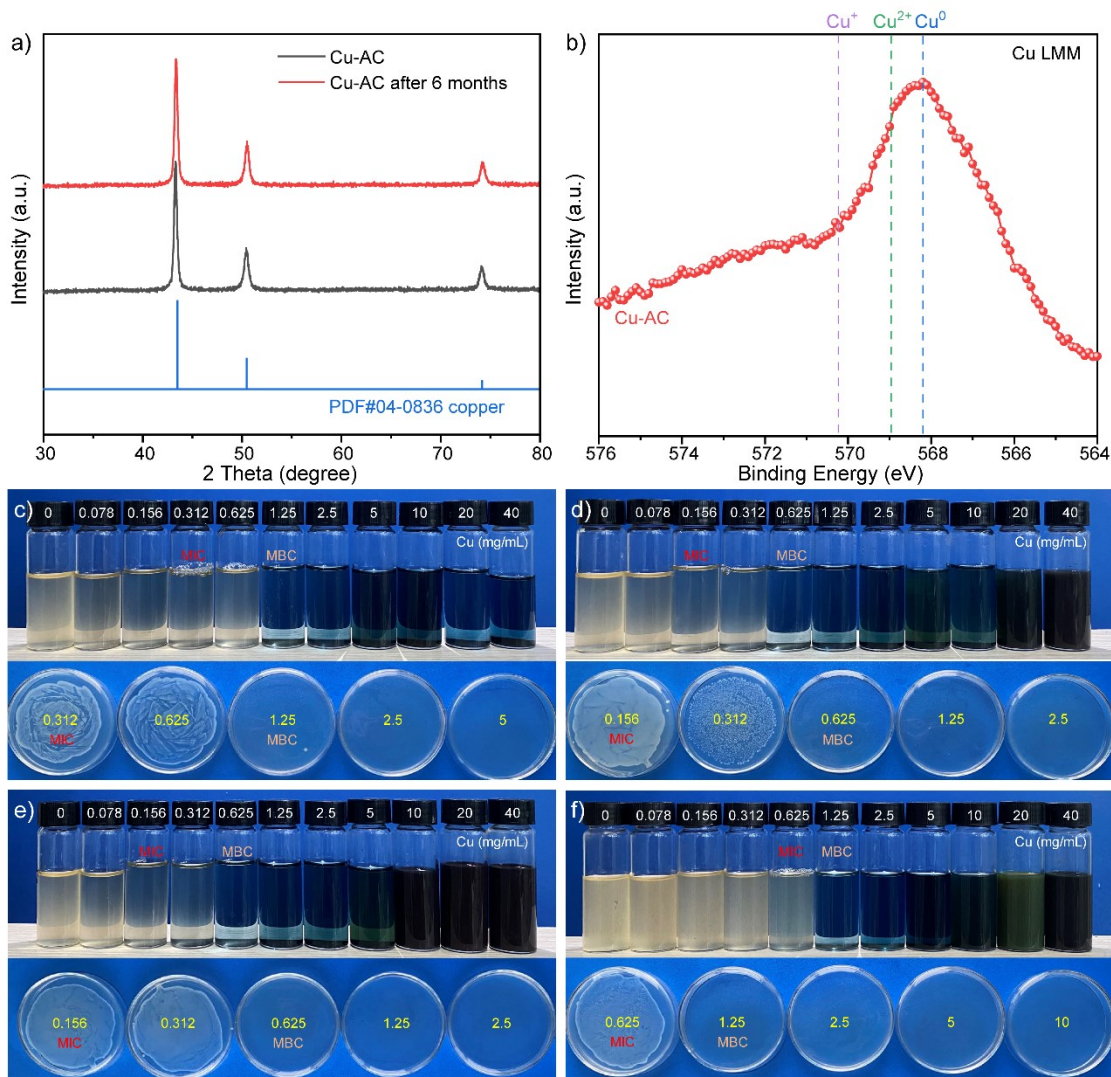 a)
Cu-AC
Cu-AC after 6 months
PDF#04-0836 copper
Intensity (a.u.)
30 40 50 60 70 80
2 Theta (degree)
b)
Cu⁺ Cu²⁺ Cu⁰
Cu LMM
Cu-AC
Intensity (a.u.)
576 574 572 570 568 566 564
Binding Energy (eV)
c)
0 0.078 0.156 0.312 0.625 1.25 2.5 5 10 20 40
Cu (mg/mL)
MIC MBC
0.312 0.625 1.25 2.5 5
MIC MBC
d)
0 0.078 0.156 0.312 0.625 1.25 2.5 5 10 20 40
Cu (mg/mL)
MIC MBC
0.156 0.312 0.625 1.25 2.5
MIC MBC
e)
0 0.078 0.156 0.312 0.625 1.25 2.5 5 10 20 40
Cu (mg/mL)
MIC MBC
0.156 0.312 0.625 1.25 2.5
MIC MBC
f)
0 0.078 0.156 0.312 0.625 1.25 2.5 5 10 20 40
Cu (mg/mL)
MIC MBC
0.625 1.25 2.5 5 10
MIC MBC